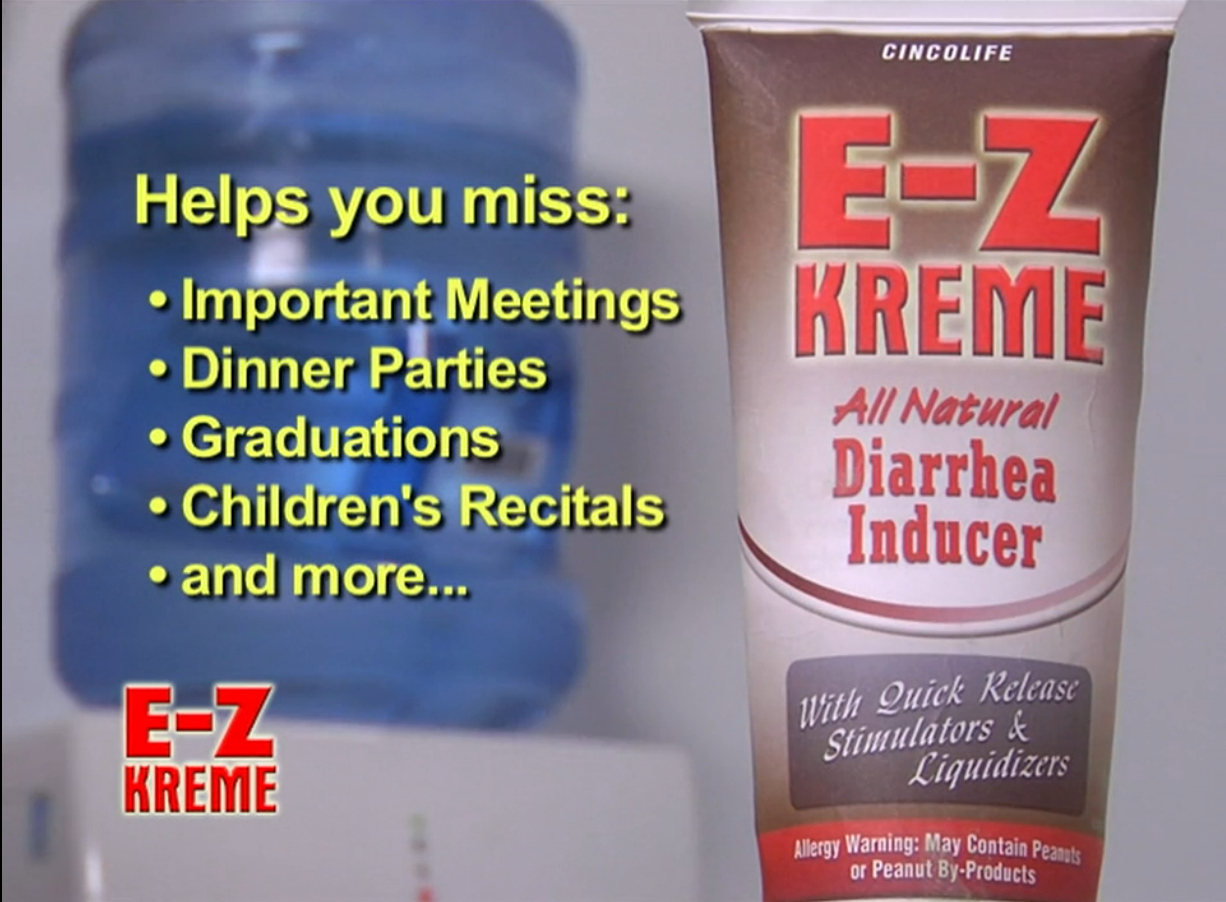 Helps you miss:
• Important Meetings
• Dinner Parties
• Graduations
• Children's Recitals
• and more...
E-Z
KREME
CINCOLIFE
E-Z
KREME
All Natural
Diarrhea
Inducer
With Quick Release
Stimulators &
Liquidizers
Allergy Warning: May Contain Peanuts
or Peanut By-Products